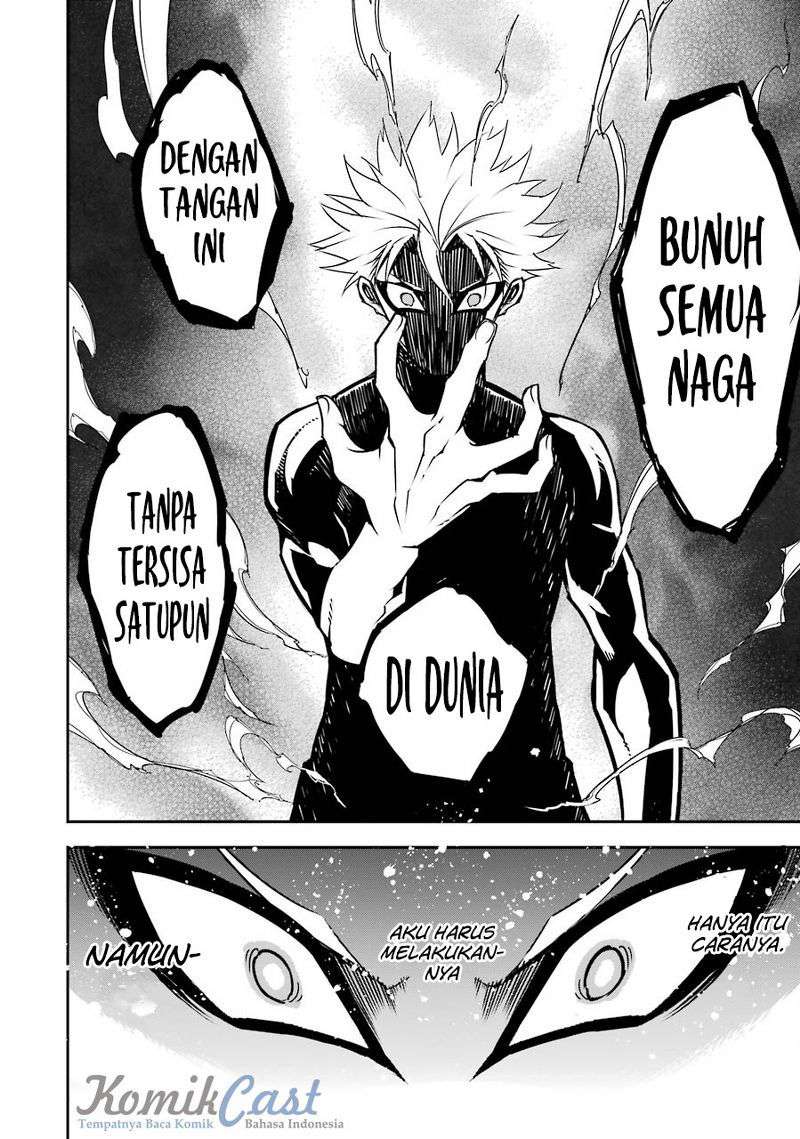 BUNUH
SEMUA
NAGA
DI DUNIA
DENGAN
TANGAN
INI
TANPA
TERSISA
SATUPUN
HANYA ITU
CARANYA.
AKU HARUS
MELAKUKAN-
NYA
NAMUN-
KomikCast
Tempatnya Baca Komik Bahasa Indonesia